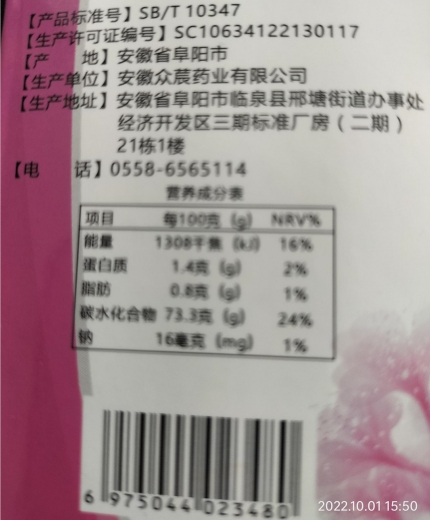 【产品标准号】SB/T 10347
【生产许可证编号】SC10634122130117
【产 地】安徽省阜阳市
【生产单位】安徽众莀药业有限公司
【生产地址】安徽省阜阳市临泉县邢塘街道办事处
经济开发区三期标准厂房（二期）
21栋1楼
【电 话】0558-6565114
营养成分表
项目 每100克 (g) NRV%
能量 1308千焦 (kJ) 16%
蛋白质 1.4克 (g) 2%
脂肪 0.8克 (g) 1%
碳水化合物 73.3克 (g) 24%
钠 16毫克 (mg) 1%
6 975044 023480
2022.10.01 15:50